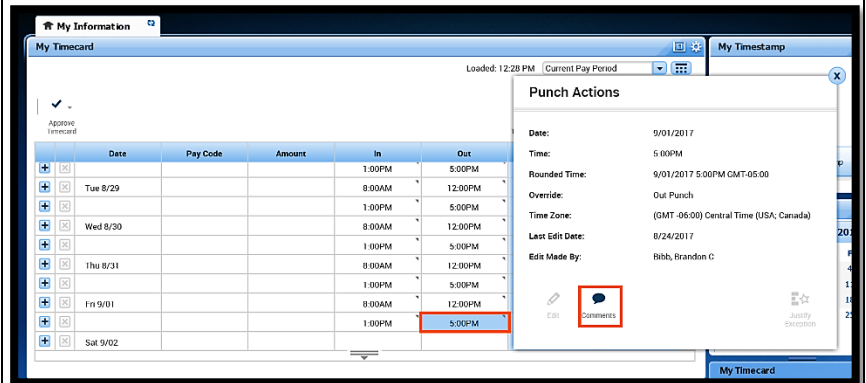 My Information
My Timecard
My Timestamp
Loaded: 12:28 PM Current Pay Period
X
Approve
Timecard
Date Pay Code Amount In Out
1:00PM 5:00PM
Tue 8/29 8:00AM 12:00PM
1:00PM 5:00PM
Wed 8/30 8:00AM 12:00PM
1:00PM 5:00PM
Thu 8/31 8:00AM 12:00PM
1:00PM 5:00PM
Fri 9/01 8:00AM 12:00PM
1:00PM 5:00PM
Sat 9/02
Punch Actions
Date: 9/01/2017
Time: 5:00PM
Rounded Time: 9/01/2017 5:00PM GMT-05:00
Override: Out Punch
Time Zone: (GMT -06:00) Central Time (USA; Canada)
Last Edit Date: 8/24/2017
Edit Made By: Bibb, Brandon C
Edit
Comments
Justify
Exception
My Timecard